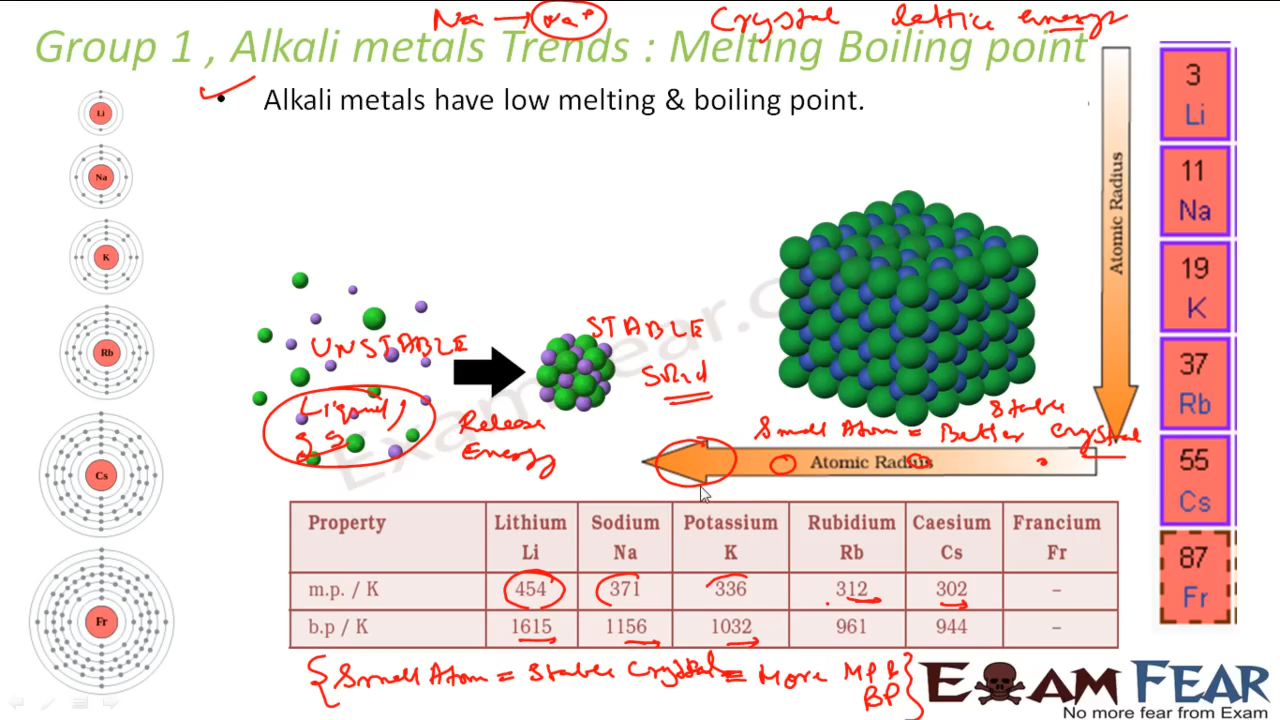 Na → Na+ Crystal lattice energy
Group 1 , Alkali metals Trends : Melting Boiling point
• Alkali metals have low melting & boiling point.
Li
Na
K
Rb
Cs
Fr
UNSTABLE
STABLE
Solid
Liquid,
gas
Release
Energy
ExamFear.c
Atomic Radius
Small Atom = Better Crystal
Stable
Atomic Radius
3
Li
11
Na
19
K
37
Rb
55
Cs
87
Fr
Property Lithium Sodium Potassium Rubidium Caesium Francium
Li Na K Rb Cs Fr
m.p. / K 454 371 336 312 302 –
b.p / K 1615 1156 1032 961 944 –
{Small Atom = Stable Crystal = More MP &
BP}
EXAM FEAR
No more fear from Exam